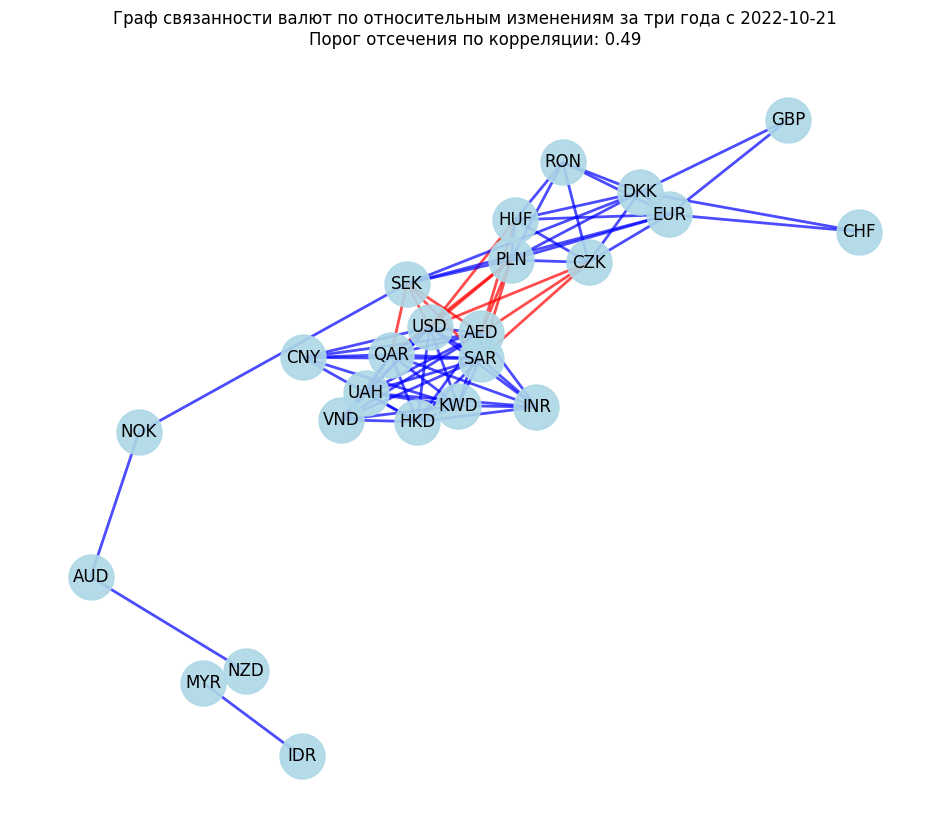 Граф связанности валют по относительным изменениям за три года с 2022-10-21
Порог отсечения по корреляции: 0.49
GBP
RON
DKK
EUR
HUF
CHF
PLN
CZK
SEK
USD
AED
QAR
CNY
SAR
UAH
KWD
INR
VND
HKD
NOK
AUD
NZD
MYR
IDR